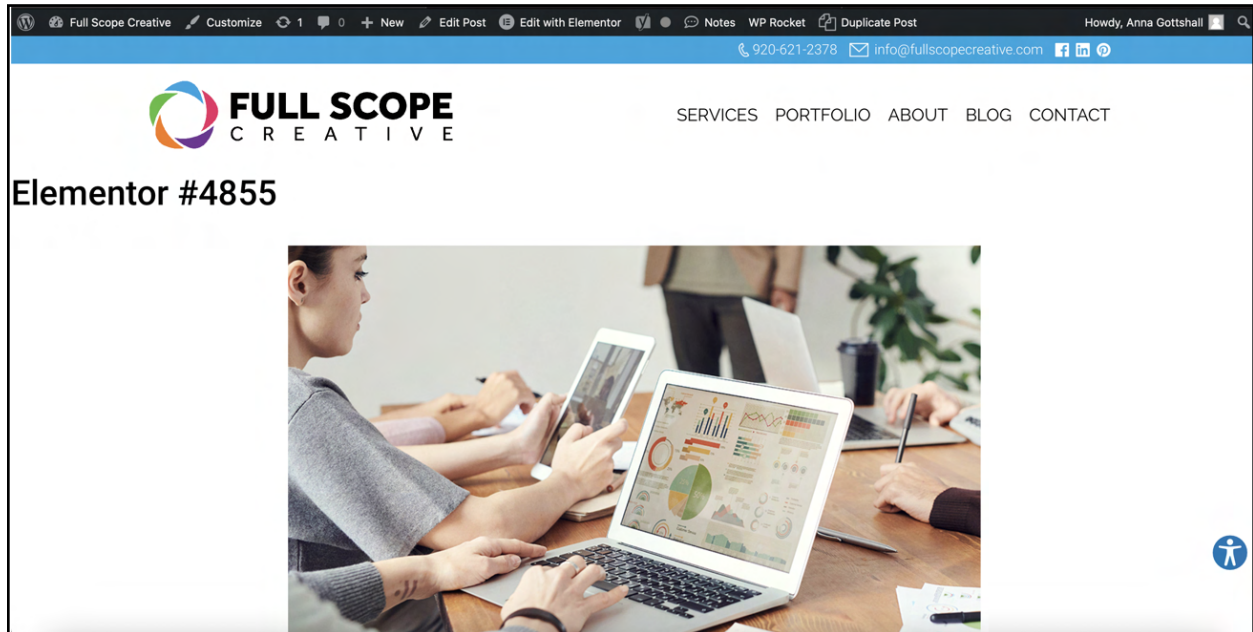 Full Scope Creative Customize 1 0 New Edit Post Edit with Elementor Notes WP Rocket Duplicate Post Howdy, Anna Gottshall
920-621-2378 info@fullscopecreative.com
FULL SCOPE
CREATIVE
SERVICES PORTFOLIO ABOUT BLOG CONTACT
Elementor #4855